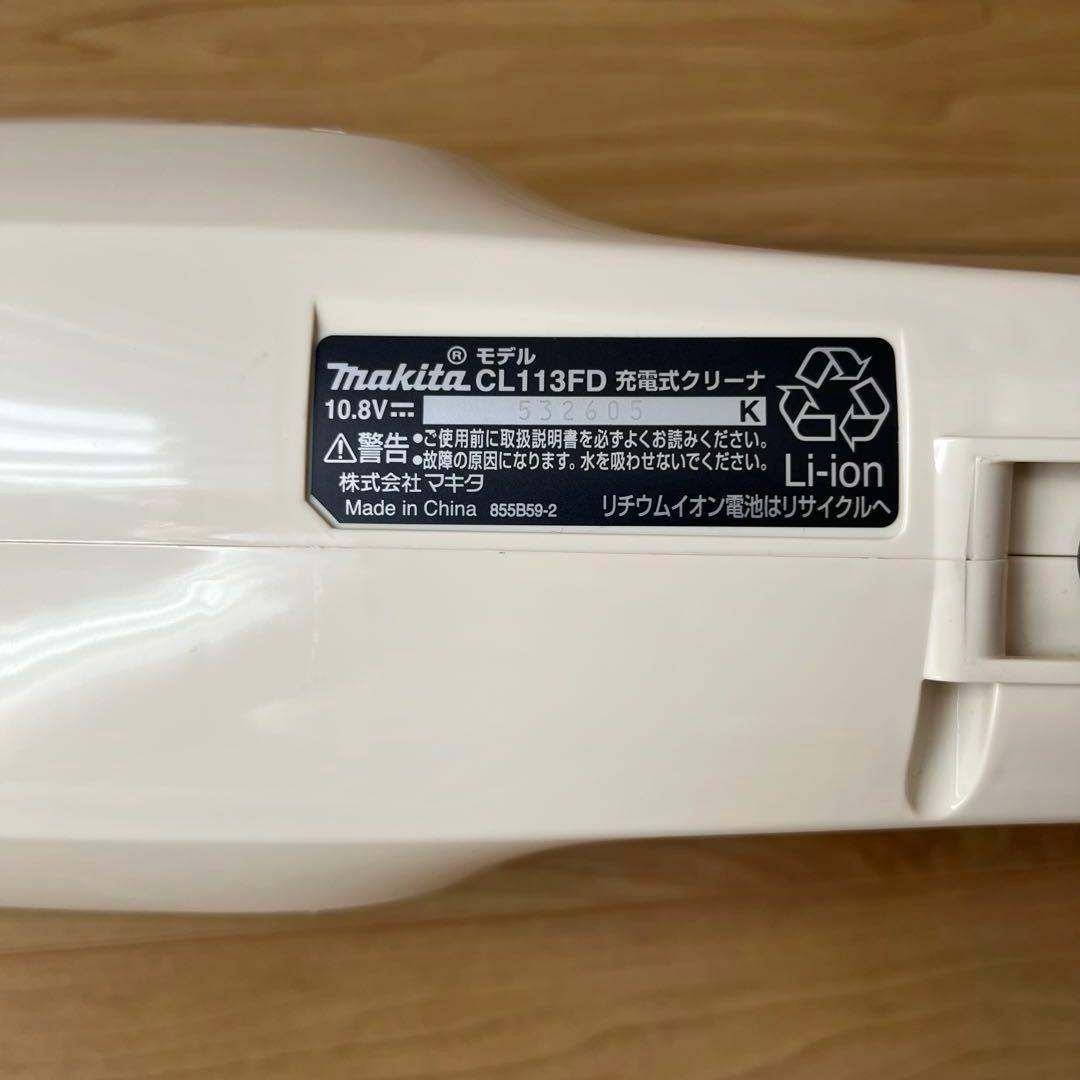 makita® モデル CL113FD 充電式クリーナ
10.8V⎓ 532605 K
⚠警告 •ご使用前に取扱説明書を必ずよくお読みください。
•故障の原因になります。水を吸わせないでください。
株式会社 マキタ
Made in China 855B59-2
Li-ion
リチウムイオン電池はリサイクルへ